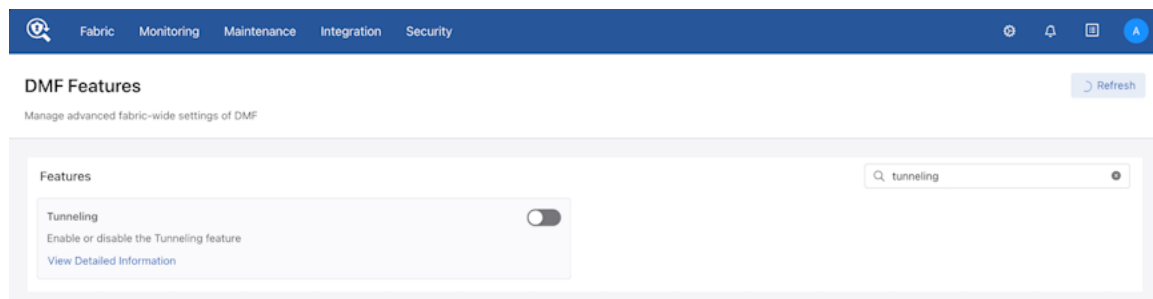 Fabric Monitoring Maintenance Integration Security A
DMF Features
Refresh
Manage advanced fabric-wide settings of DMF
Features
tunneling
Tunneling
Enable or disable the Tunneling feature
View Detailed Information